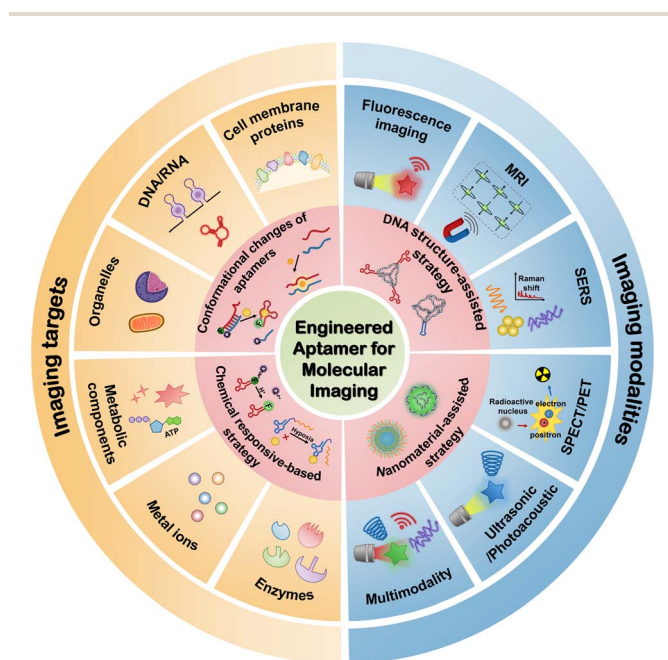 Engineered
Aptamer for
Molecular
Imaging
Conformational changes of
aptamers
DNA structure-assisted
strategy
Chemical responsive-based
strategy
Hypoxia
Nanomaterial-assisted
strategy
Imaging targets
Cell membrane
proteins
DNA/RNA
Organelles
Metabolic
components
ATP
Metal ions
Enzymes
Imaging modalities
Fluorescence
imaging
MRI
SERS
Raman
shift
SPECT/PET
Radioactive
nucleus
electron
positron
Ultrasonic
/Photoacoustic
Multimodality